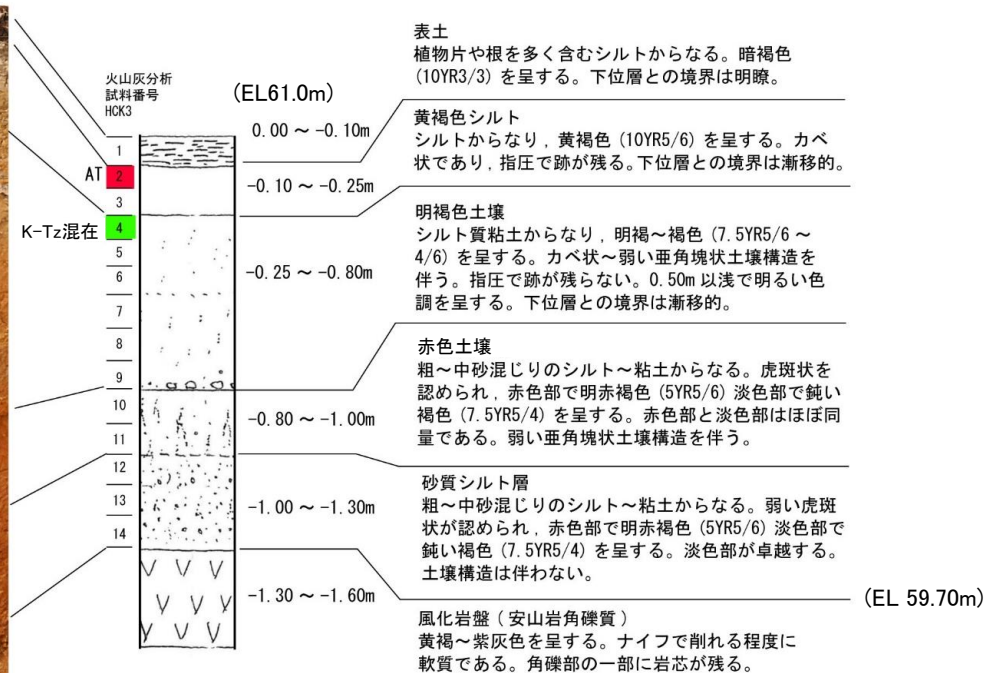 火山灰分析
試料番号
HCK3
(EL61.0m)
AT
K-Tz混在
1
2
3
4
5
6
7
8
9
10
11
12
13
14
0.00 ～ -0.10m
-0.10 ～ -0.25m
-0.25 ～ -0.80m
-0.80 ～ -1.00m
-1.00 ～ -1.30m
-1.30 ～ -1.60m
表土
植物片や根を多く含むシルトからなる。暗褐色
(10YR3/3) を呈する。下位層との境界は明瞭。
黄褐色シルト
シルトからなり, 黄褐色 (10YR5/6) を呈する。カベ
状であり, 指圧で跡が残る。下位層との境界は漸移的。
明褐色土壌
シルト質粘土からなり, 明褐～褐色 (7.5YR5/6 ～
4/6) を呈する。カベ状～弱い亜角塊状土壌構造を
伴う。指圧で跡が残らない。0.50m 以浅で明るい色
調を呈する。下位層との境界は漸移的。
赤色土壌
粗～中砂混じりのシルト～粘土からなる。虎斑状を
認められ, 赤色部で明赤褐色 (5YR5/6) 淡色部で鈍い
褐色 (7.5YR5/4) を呈する。赤色部と淡色部はほぼ同
量である。弱い亜角塊状土壌構造を伴う。
砂質シルト層
粗～中砂混じりのシルト～粘土からなる。弱い虎斑
状が認められ, 赤色部で明赤褐色 (5YR5/6) 淡色部で
鈍い褐色 (7.5YR5/4) を呈する。淡色部が卓越する。
土壌構造は伴わない。
(EL 59.70m)
風化岩盤 ( 安山岩角礫質 )
黄褐～紫灰色を呈する。ナイフで削れる程度に
軟質である。角礫部の一部に岩芯が残る。